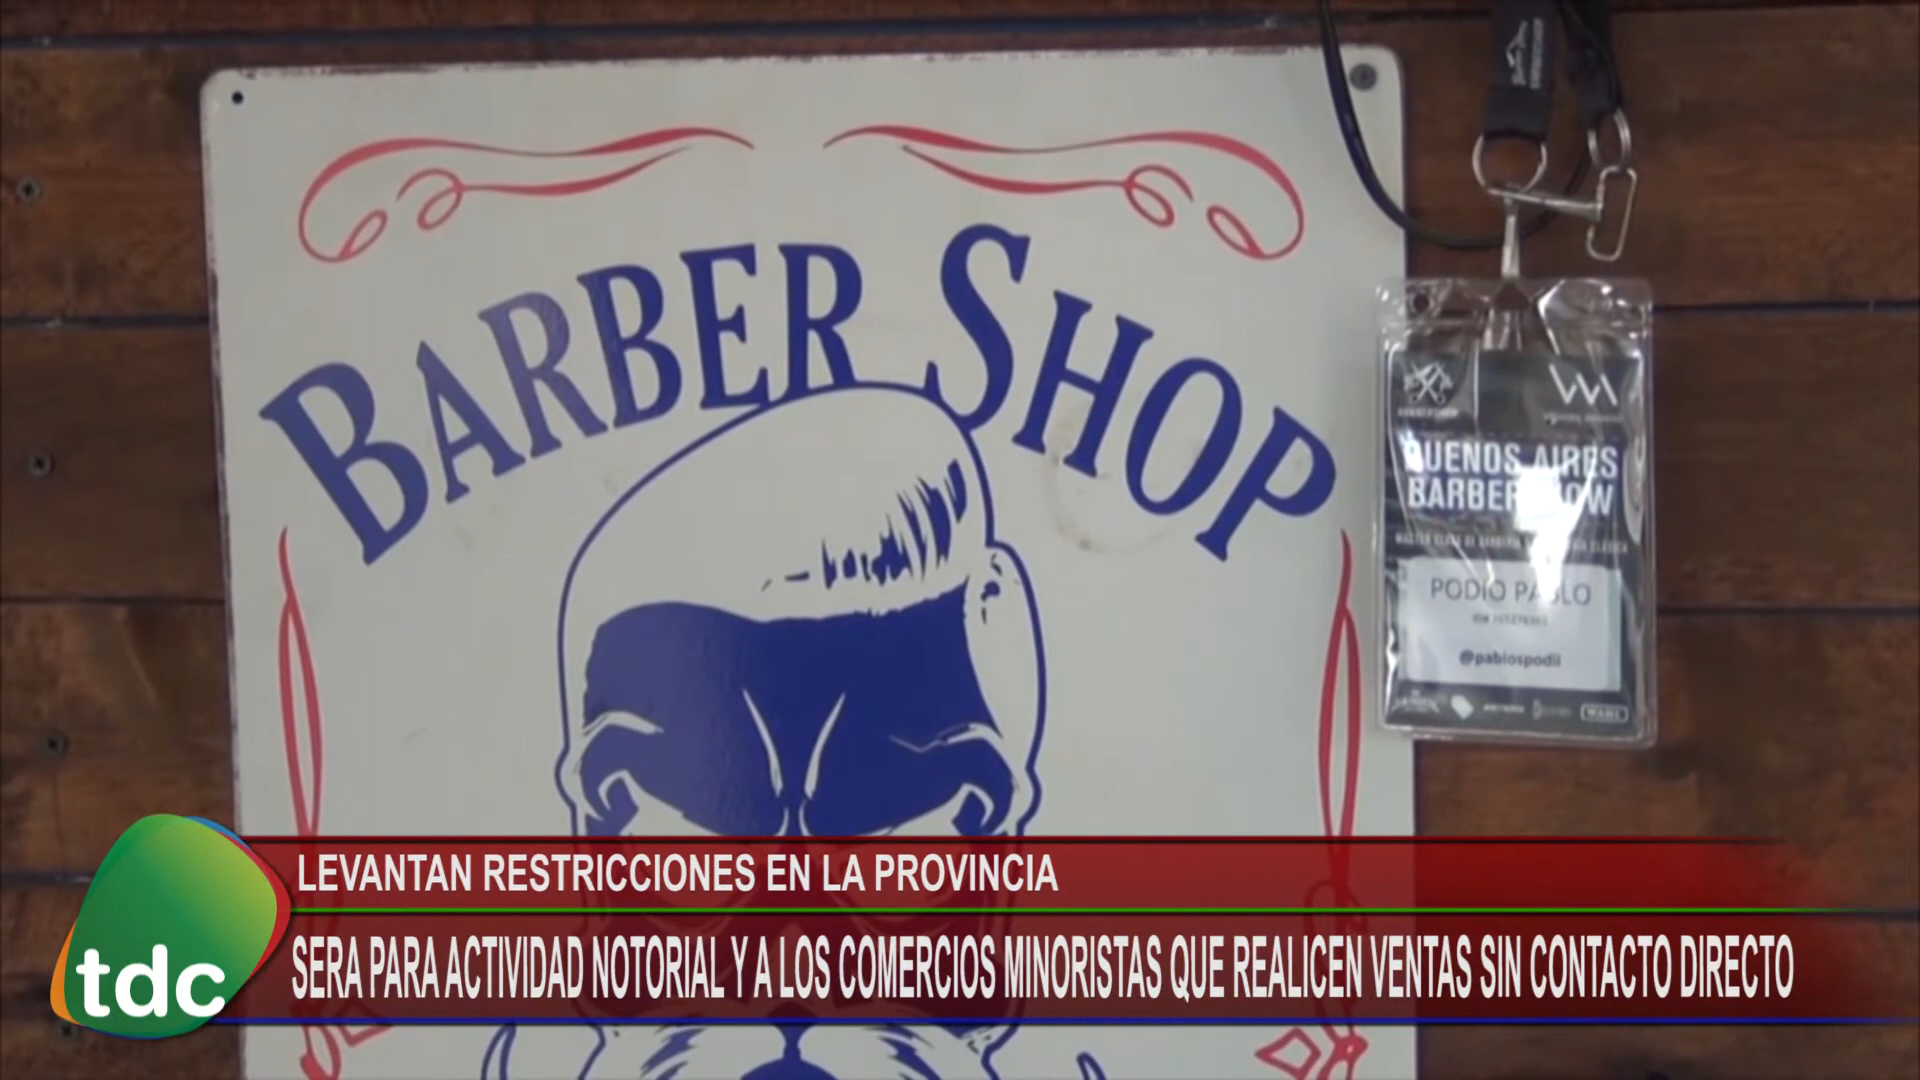 BARBER SHOP
BUENOS AIRES
PODIO PABLO
@pablospodii
WAHL
LEVANTAN RESTRICCIONES EN LA PROVINCIA
SERA PARA ACTIVIDAD NOTORIAL Y A LOS COMERCIOS MINORISTAS QUE REALICEN VENTAS SIN CONTACTO DIRECTO
tdc